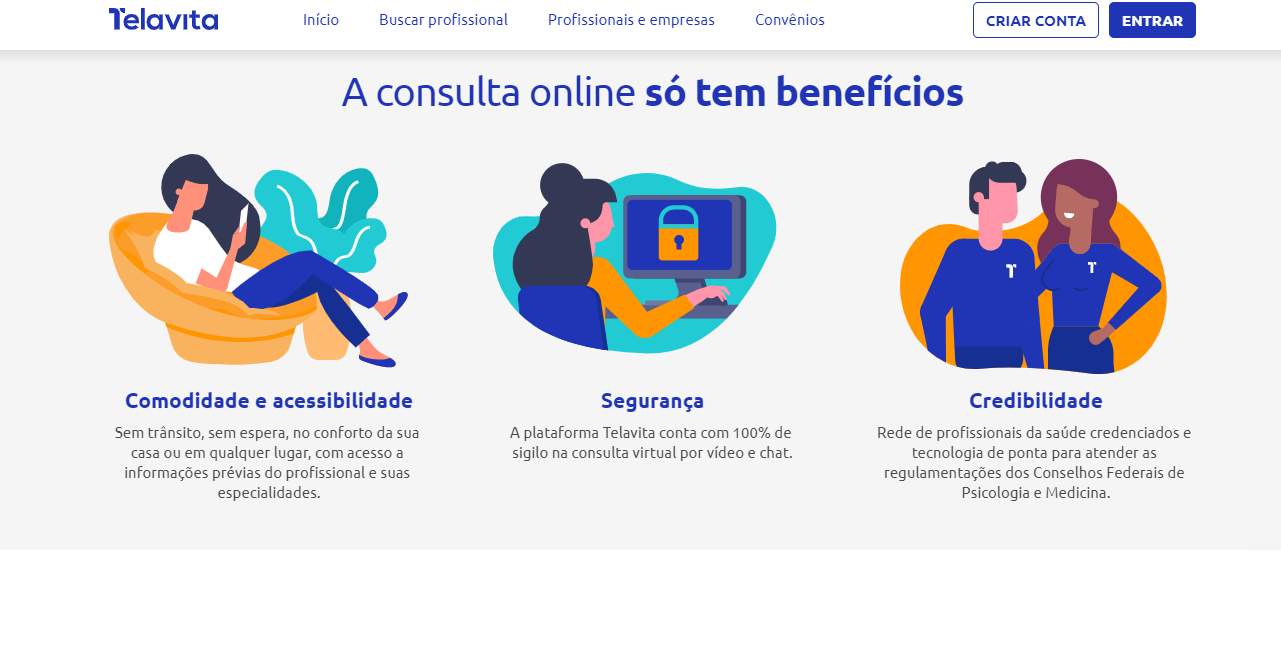 Telavita
Início
Buscar profissional
Profissionais e empresas
Convênios
CRIAR CONTA
ENTRAR
A consulta online só tem benefícios
Comodidade e acessibilidade
Sem trânsito, sem espera, no conforto da sua
casa ou em qualquer lugar, com acesso a
informações prévias do profissional e suas
especialidades.
Segurança
A plataforma Telavita conta com 100% de
sigilo na consulta virtual por vídeo e chat.
Credibilidade
Rede de profissionais da saúde credenciados e
tecnologia de ponta para atender as
regulamentações dos Conselhos Federais de
Psicologia e Medicina.